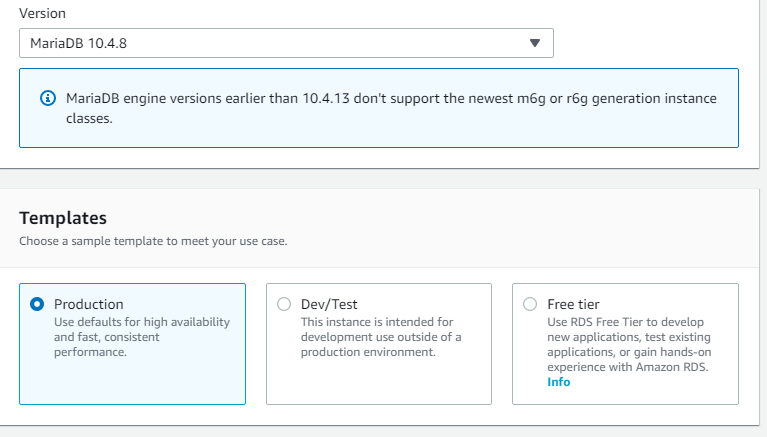 Version
MariaDB 10.4.8
MariaDB engine versions earlier than 10.4.13 don't support the newest m6g or r6g generation instance
classes.
Templates
Choose a sample template to meet your use case.
Production
Use defaults for high availability
and fast, consistent
performance.
Dev/Test
This instance is intended for
development use outside of a
production environment.
Free tier
Use RDS Free Tier to develop
new applications, test existing
applications, or gain hands-on
experience with Amazon RDS.
Info